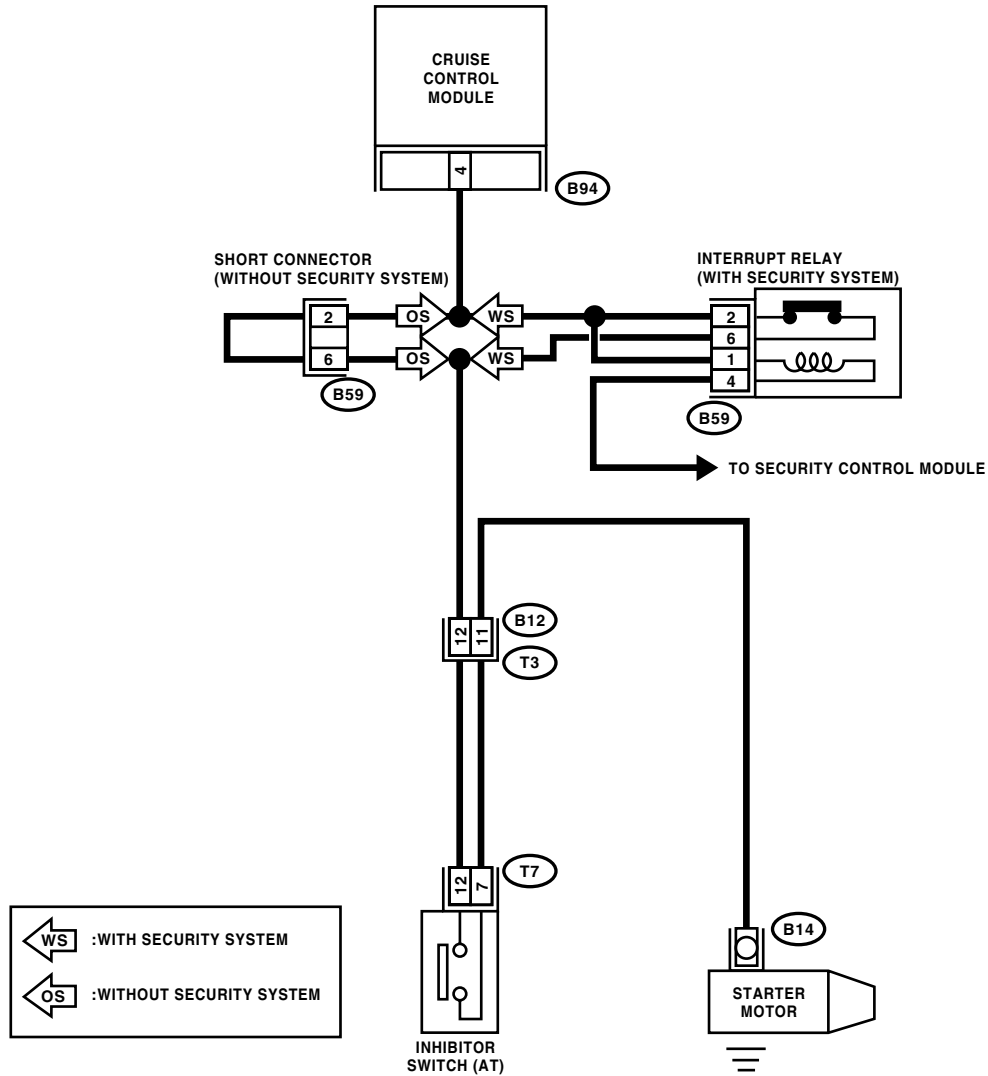 CRUISE
CONTROL
MODULE
4
B94
SHORT CONNECTOR
(WITHOUT SECURITY SYSTEM)
INTERRUPT RELAY
(WITH SECURITY SYSTEM)
2
OS
WS
2
6
6
OS
WS
1
4
B59
B59
TO SECURITY CONTROL MODULE
12
11
B12
T3
12
7
T7
WS :WITH SECURITY SYSTEM
OS :WITHOUT SECURITY SYSTEM
B14
STARTER
MOTOR
INHIBITOR
SWITCH (AT)